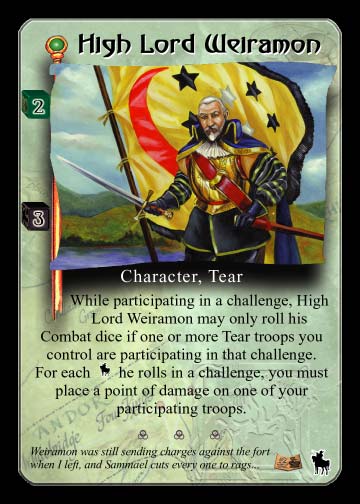 High Lord Weiramon
2
3
Character, Tear
While participating in a challenge, High
Lord Weiramon may only roll his
Combat dice if one or more Tear troops you
control are participating in that challenge.
For each he rolls in a challenge, you must
place a point of damage on one of your
participating troops.
Weiramon was still sending charges against the fort
when I left, and Sammael cuts every one to rags...